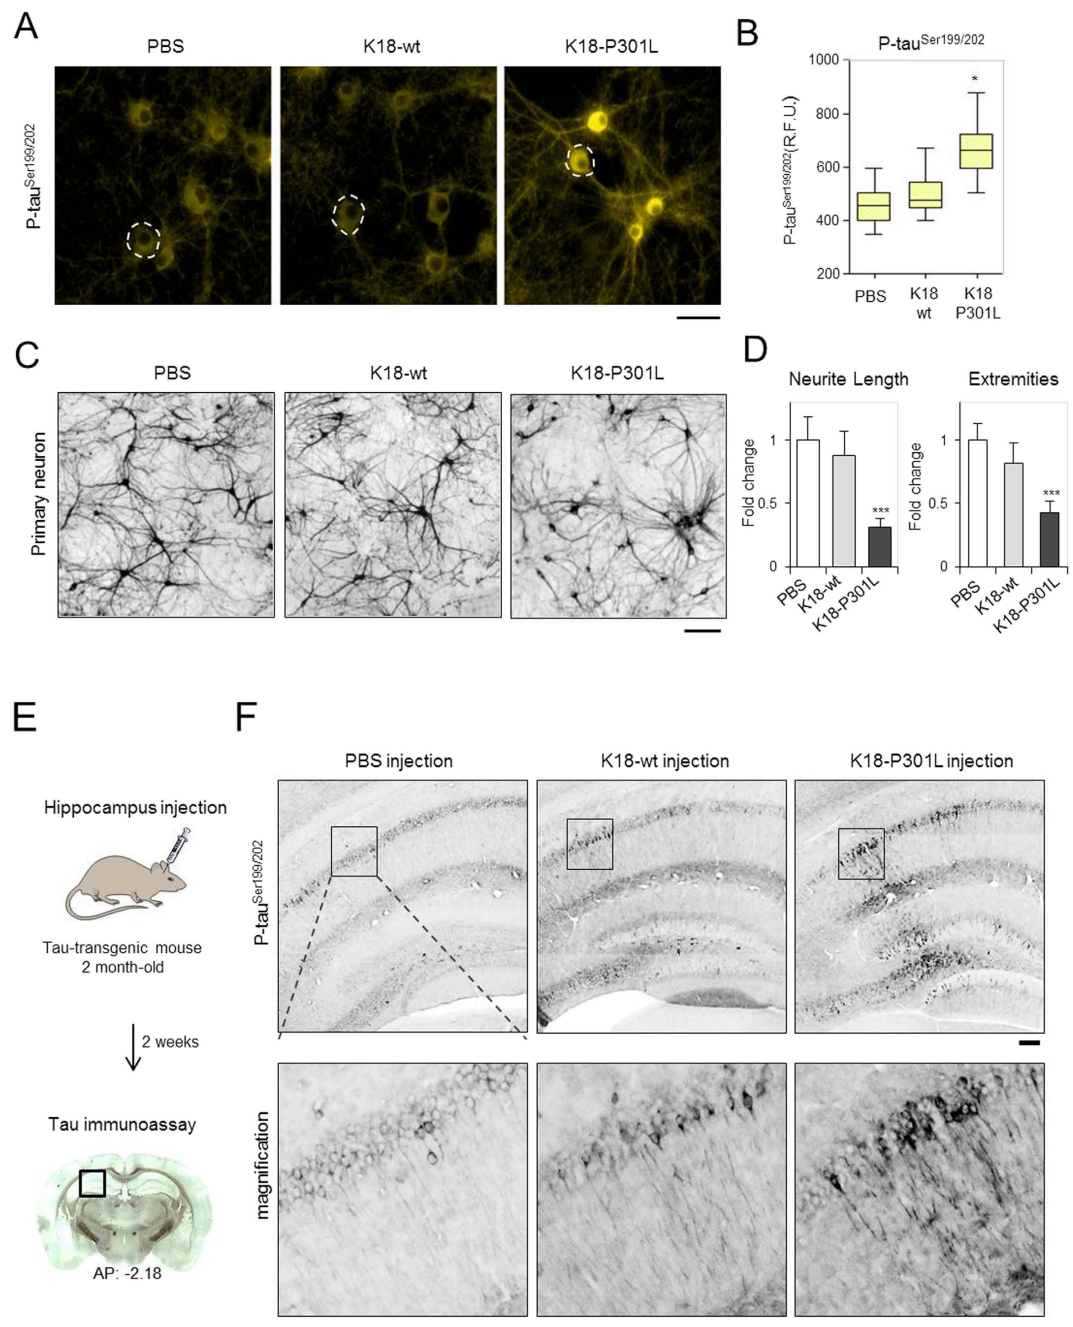 A
PBS
K18-wt
K18-P301L
P-tauSer199/202
B
P-tauSer199/202
P-tauSer199/202(R.F.U.)
1000
800
600
400
200
*
PBS
K18
wt
K18
P301L
C
PBS
K18-wt
K18-P301L
Primary neuron
D
Neurite Length
Fold change
1
0.5
0
***
PBS
K18-wt
K18-P301L
Extremities
Fold change
1
0.5
0
***
PBS
K18-wt
K18-P301L
E
Hippocampus injection
Tau-transgenic mouse
2 month-old
2 weeks
Tau immunoassay
AP: -2.18
F
PBS injection
K18-wt injection
K18-P301L injection
P-tauSer199/202
magnification